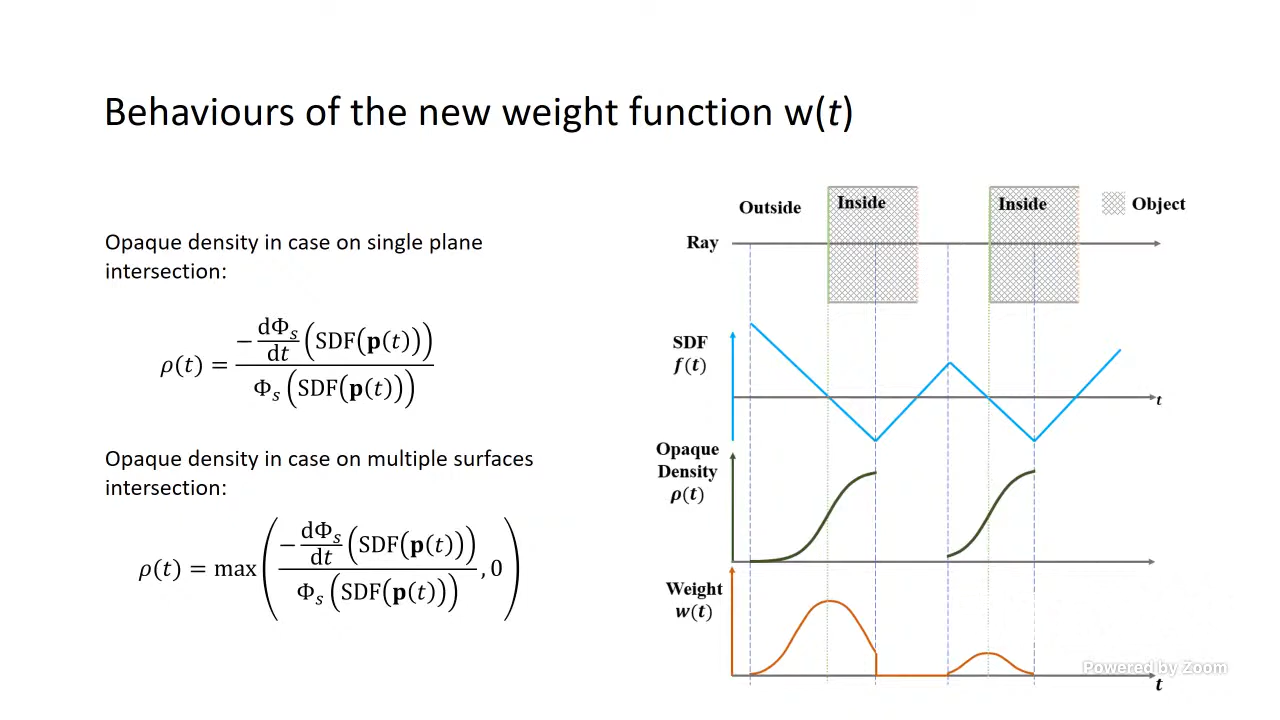 Behaviours of the new weight function w(t)
Opaque density in case on single plane
intersection:
ρ(t) = −dΦₛ/dt (SDF(p(t))) / Φₛ (SDF(p(t)))
Opaque density in case on multiple surfaces
intersection:
ρ(t) = max(−dΦₛ/dt (SDF(p(t))) / Φₛ (SDF(p(t))), 0)
Outside
Inside
Inside
Object
Ray
SDF
f(t)
t
Opaque
Density
ρ(t)
Weight
w(t)
t
Powered by Zoom